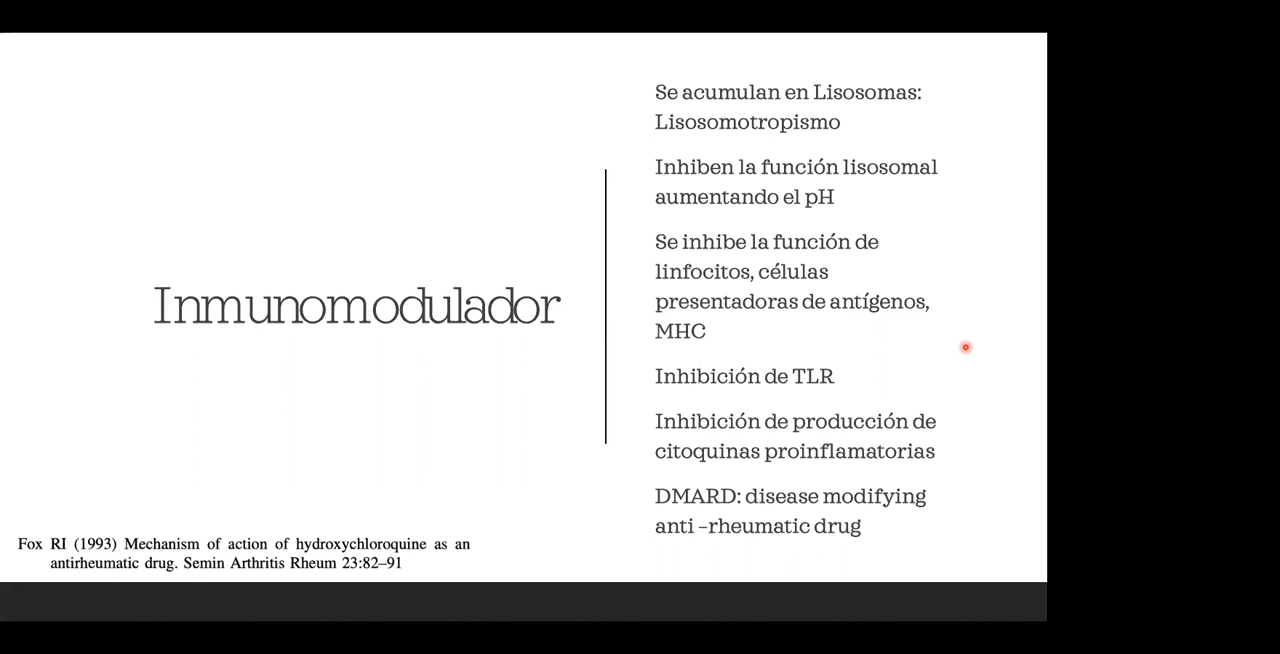 Inmunomodulador
Se acumulan en Lisosomas:
Lisosomotropismo
Inhiben la función lisosomal
aumentando el pH
Se inhibe la función de
linfocitos, células
presentadoras de antígenos,
MHC
Inhibición de TLR
Inhibición de producción de
citoquinas proinflamatorias
DMARD: disease modifying
anti –rheumatic drug
Fox RI (1993) Mechanism of action of hydroxychloroquine as an
antirheumatic drug. Semin Arthritis Rheum 23:82–91